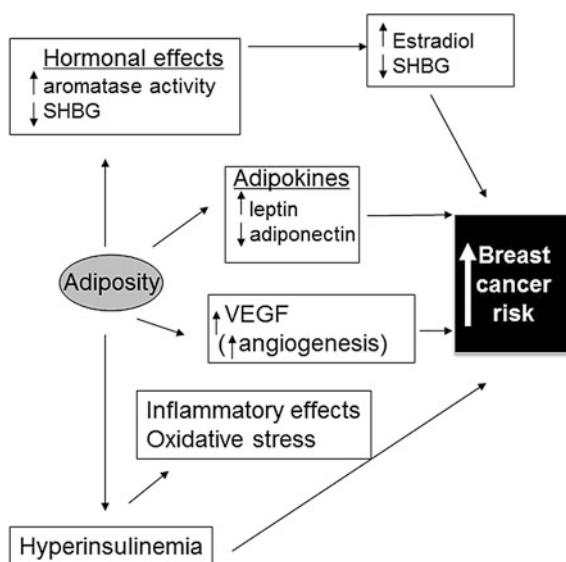 Hormonal effects
↑ aromatase activity
↓ SHBG
↑ Estradiol
↓ SHBG
Adipokines
↑ leptin
↓ adiponectin
Adiposity
↑ Breast
cancer
risk
↑ VEGF
(↑angiogenesis)
Inflammatory effects
Oxidative stress
Hyperinsulinemia